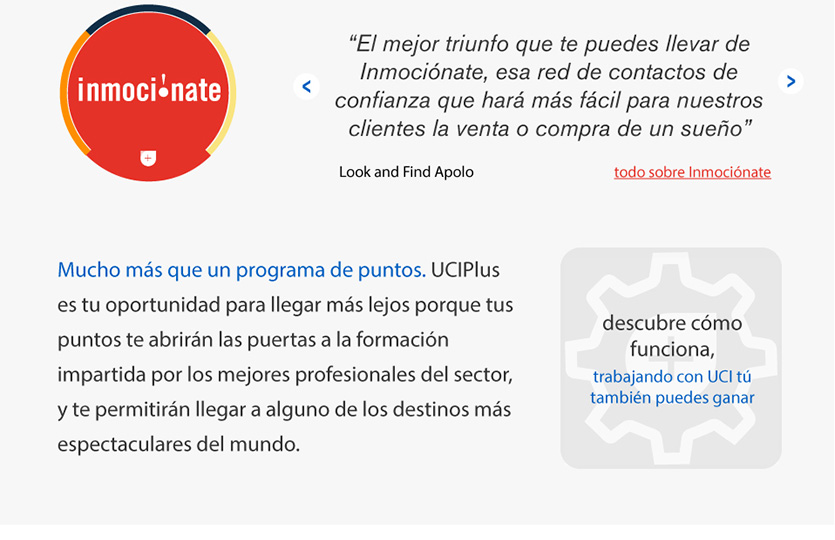 inmoci!nate
“El mejor triunfo que te puedes llevar de
Inmociónate, esa red de contactos de
confianza que hará más fácil para nuestros
clientes la venta o compra de un sueño”
<
>
Look and Find Apolo
todo sobre Inmociónate
Mucho más que un programa de puntos. UCIPlus
es tu oportunidad para llegar más lejos porque tus
puntos te abrirán las puertas a la formación
impartida por los mejores profesionales del sector,
y te permitirán llegar a alguno de los destinos más
espectaculares del mundo.
descubre cómo
funciona,
trabajando con UCI tú
también puedes ganar